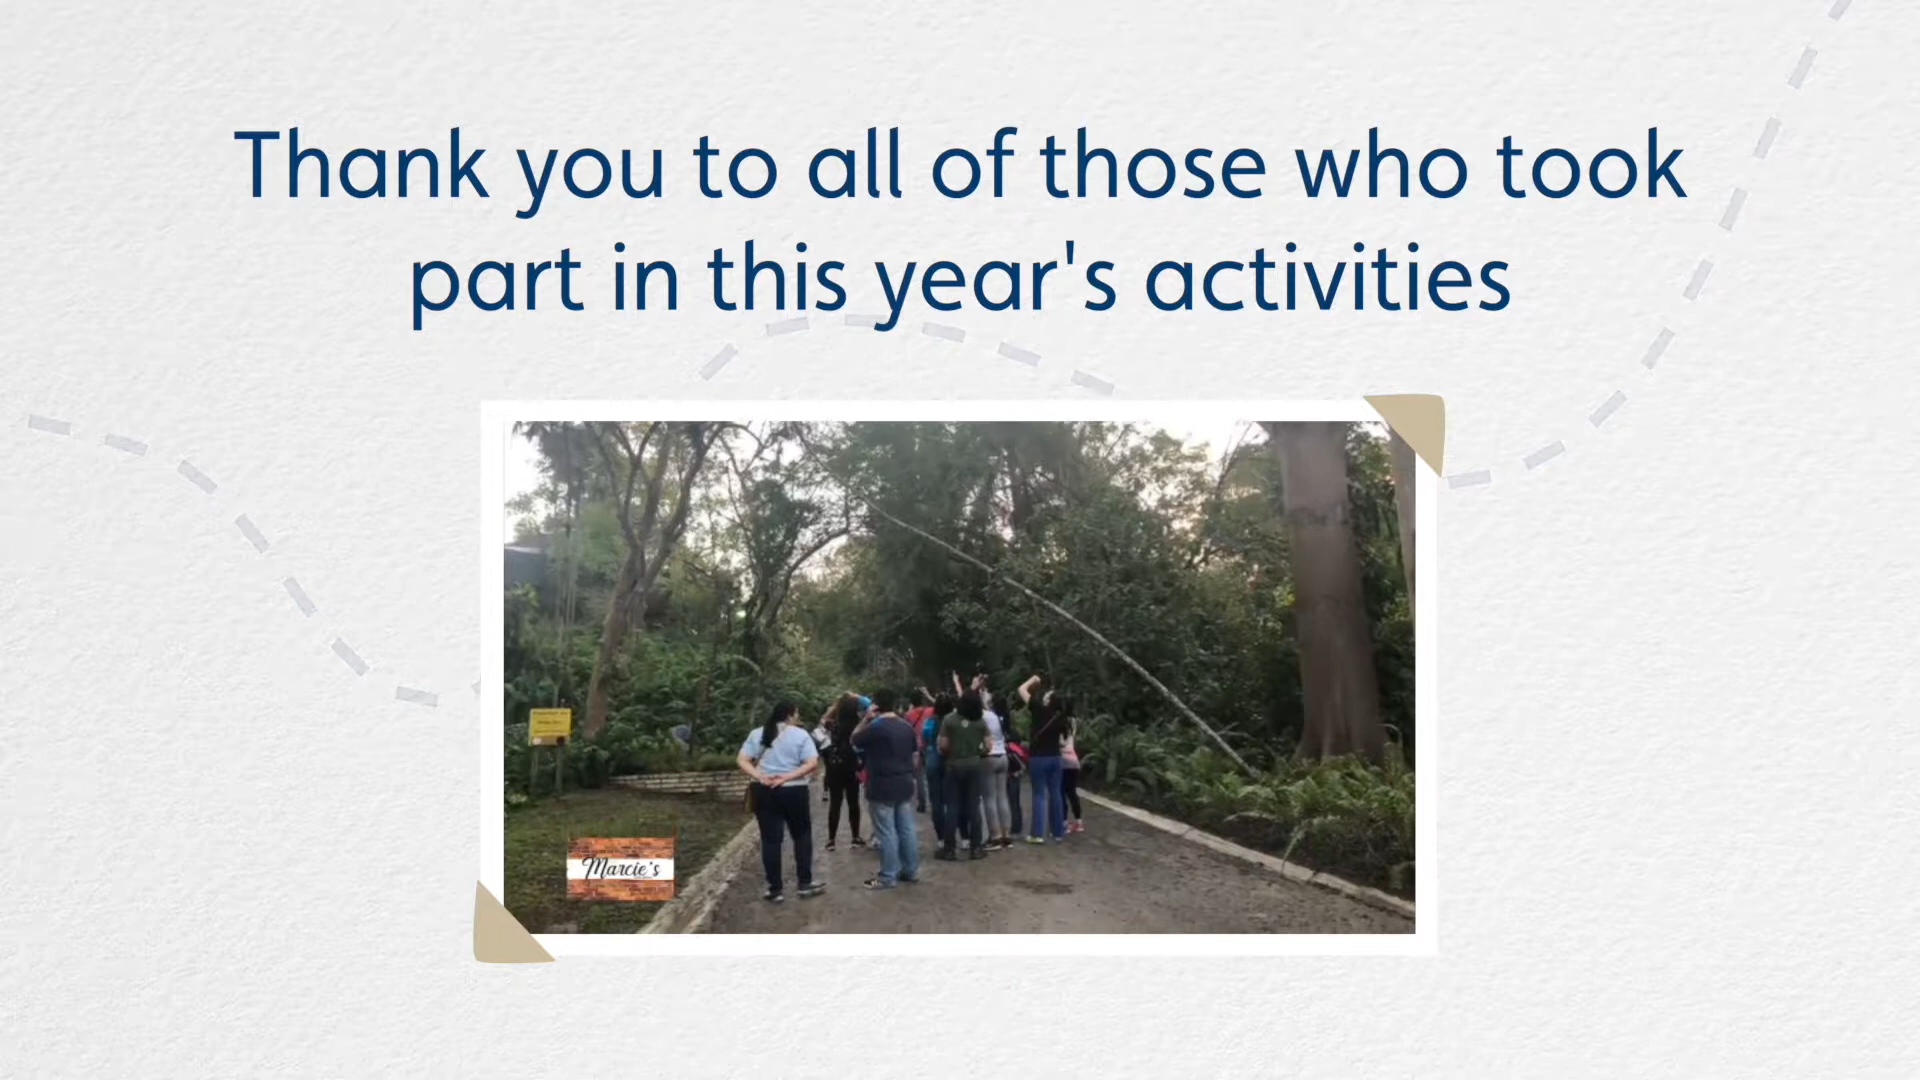 Thank you to all of those who took
part in this year's activities
Marcie's